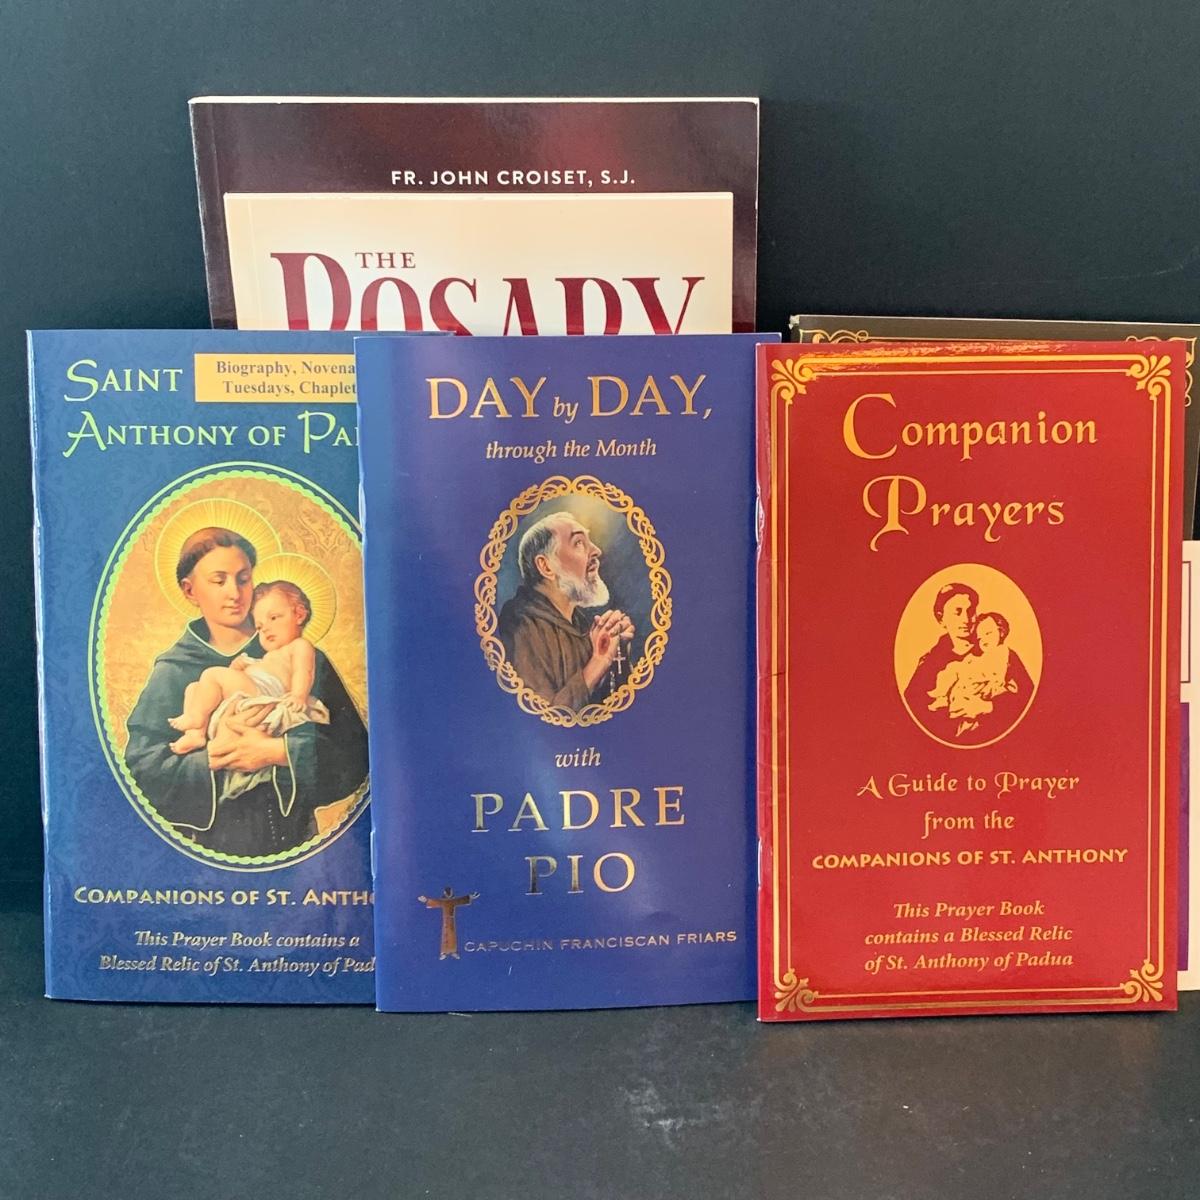 FR. JOHN CROISET, S.J.
THE
ROSARY
SAINT
ANTHONY OF
Biography, Novena
Tuesdays, Chaplet
COMPANIONS OF ST.
This Prayer Book contains a
Blessed Relic of St. Anthony of
DAY by DAY,
through the Month
with
PADRE
PIO
CAPUCHIN FRANCISCAN FRIARS
Companion
Prayers
A Guide to Prayer
from the
COMPANIONS OF ST. ANTHONY
This Prayer Book
contains a Blessed Relic
of St. Anthony of Padua